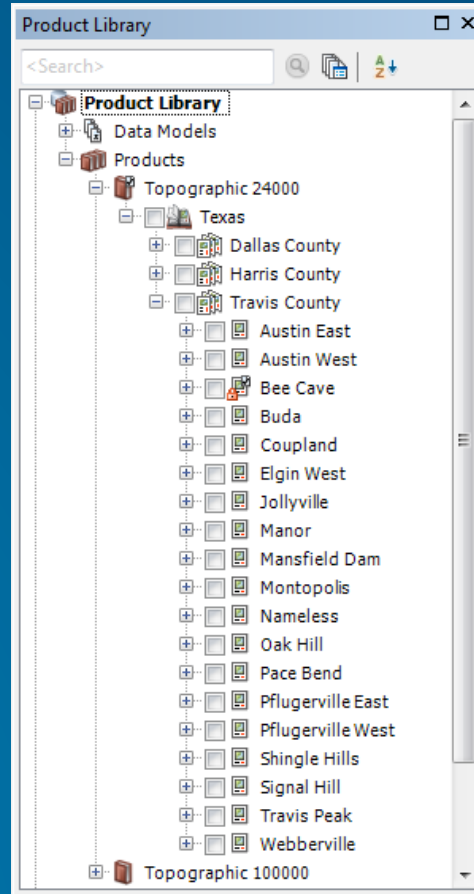 Product Library
<Search>
Product Library
Data Models
Products
Topographic 24000
Texas
Dallas County
Harris County
Travis County
Austin East
Austin West
Bee Cave
Buda
Coupland
Elgin West
Jollyville
Manor
Mansfield Dam
Montopolis
Nameless
Oak Hill
Pace Bend
Pflugerville East
Pflugerville West
Shingle Hills
Signal Hill
Travis Peak
Webberville
Topographic 100000